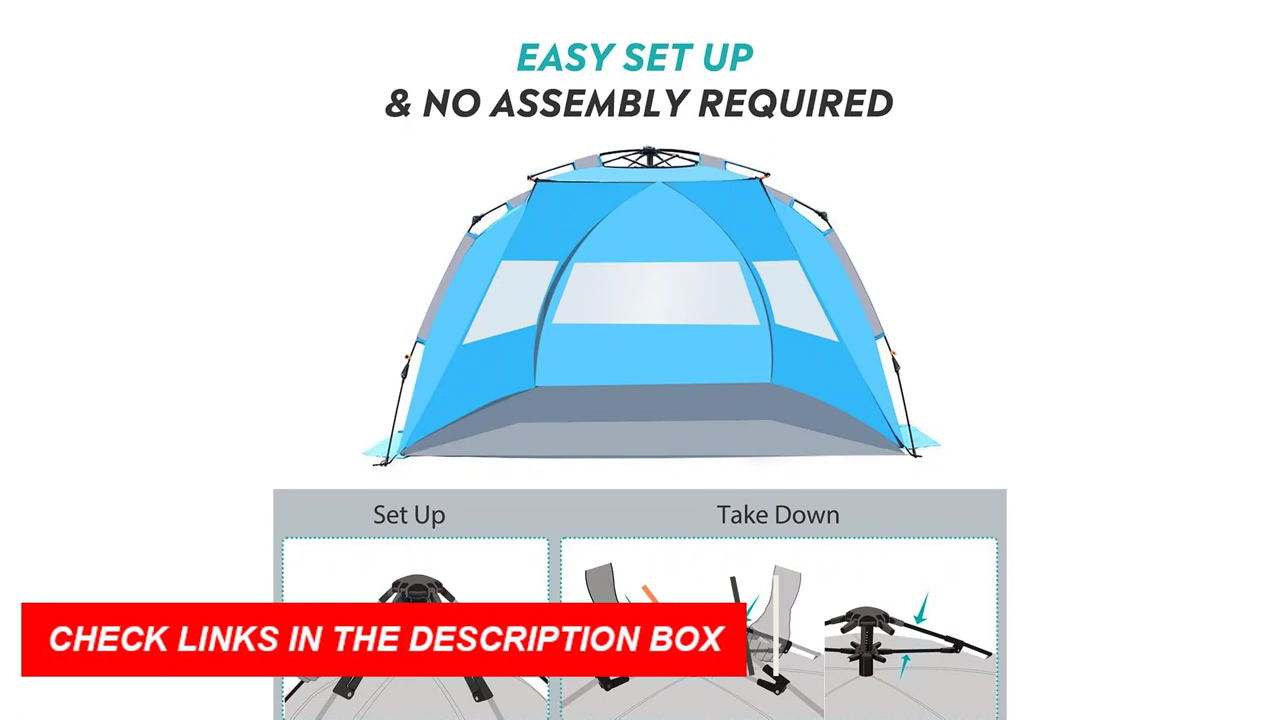 EASY SET UP
& NO ASSEMBLY REQUIRED
Set Up
Take Down
CHECK LINKS IN THE DESCRIPTION BOX